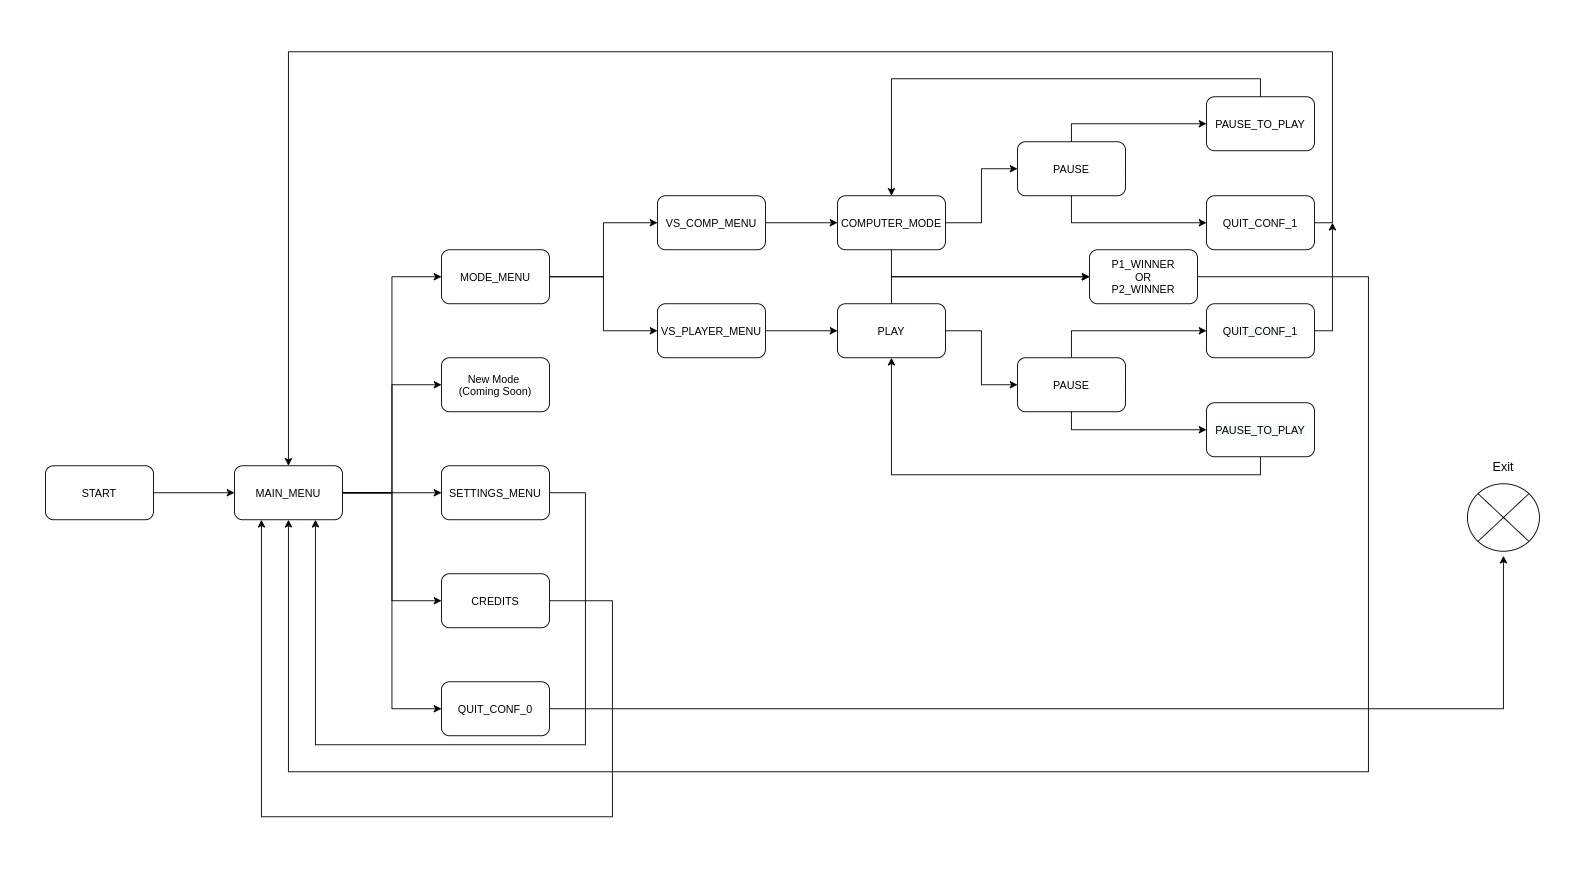 PAUSE_TO_PLAY
PAUSE
VS_COMP_MENU
COMPUTER_MODE
QUIT_CONF_1
MODE_MENU
P1_WINNER
OR
P2_WINNER
VS_PLAYER_MENU
PLAY
QUIT_CONF_1
New Mode
(Coming Soon)
PAUSE
PAUSE_TO_PLAY
Exit
START
MAIN_MENU
SETTINGS_MENU
CREDITS
QUIT_CONF_0